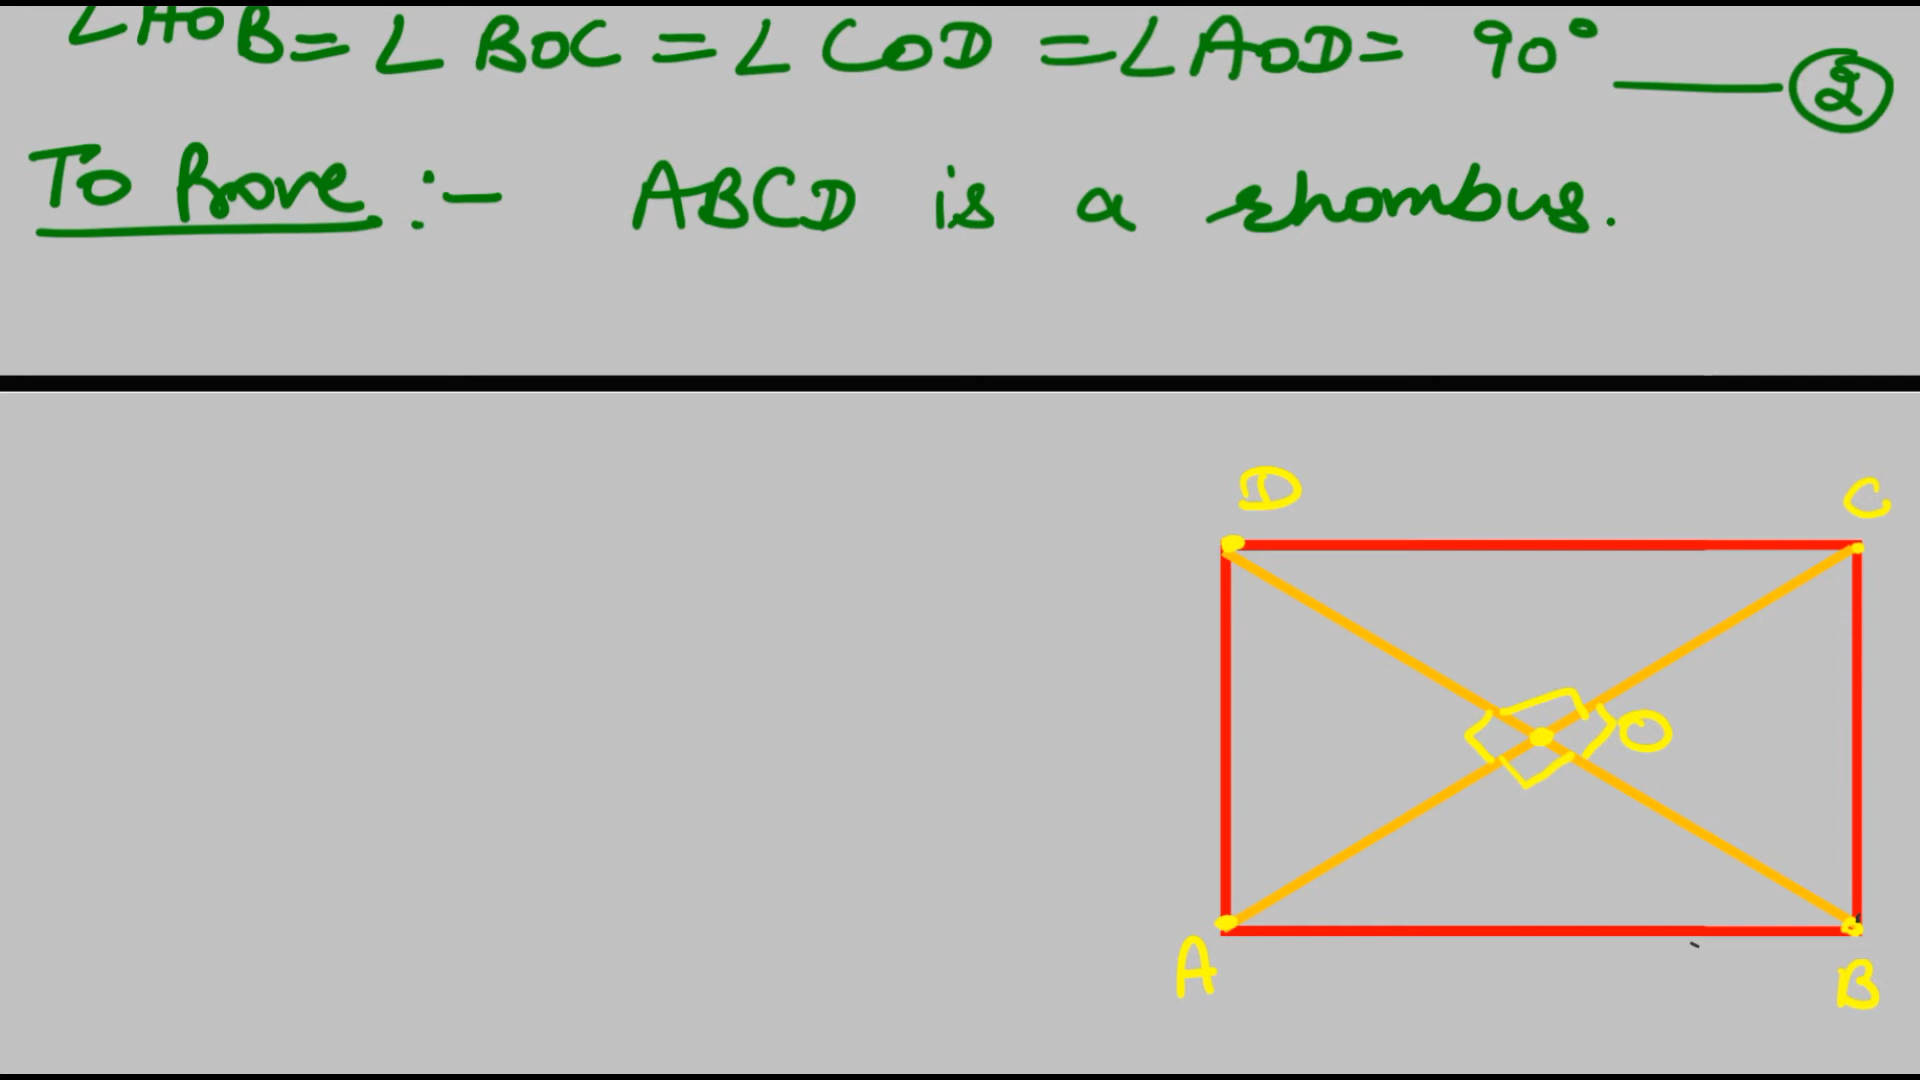 ∠AOB = ∠BOC = ∠COD = ∠AOD = 90° ②
To Prove :- ABCD is a rhombus.
D C
O
A B